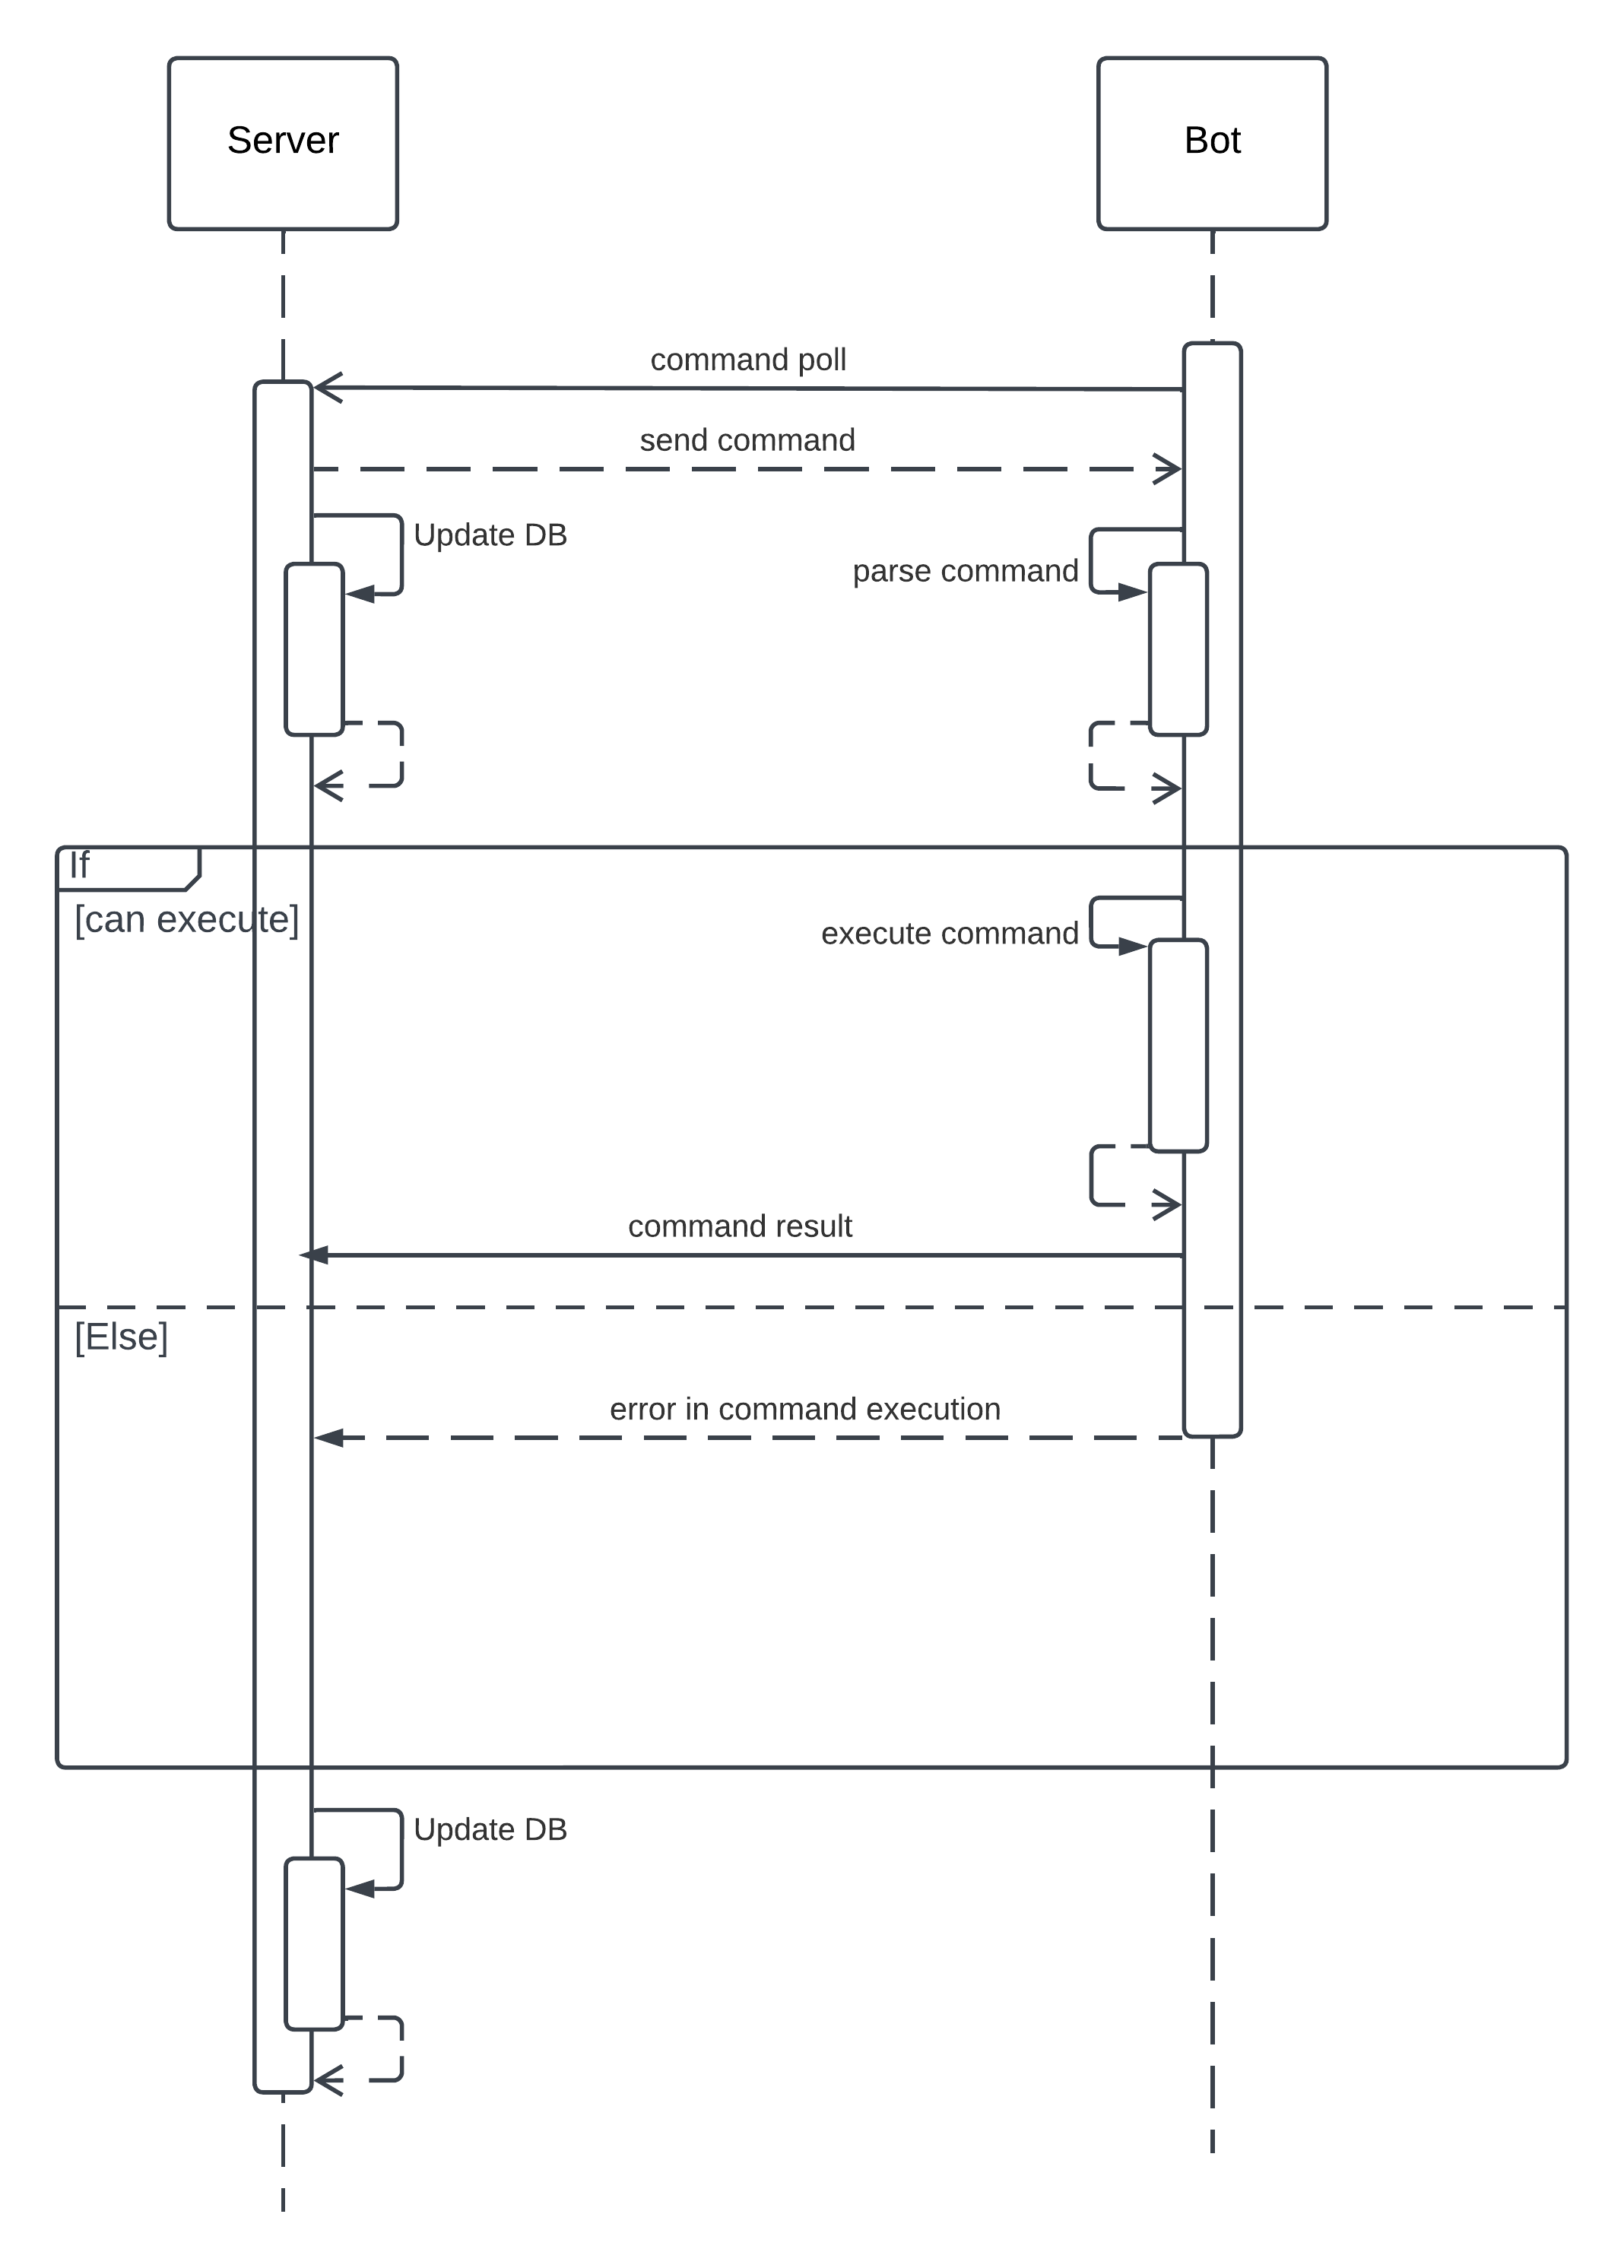 Server
Bot
command poll
send command
Update DB
parse command
If
[can execute]
execute command
command result
[Else]
error in command execution
Update DB